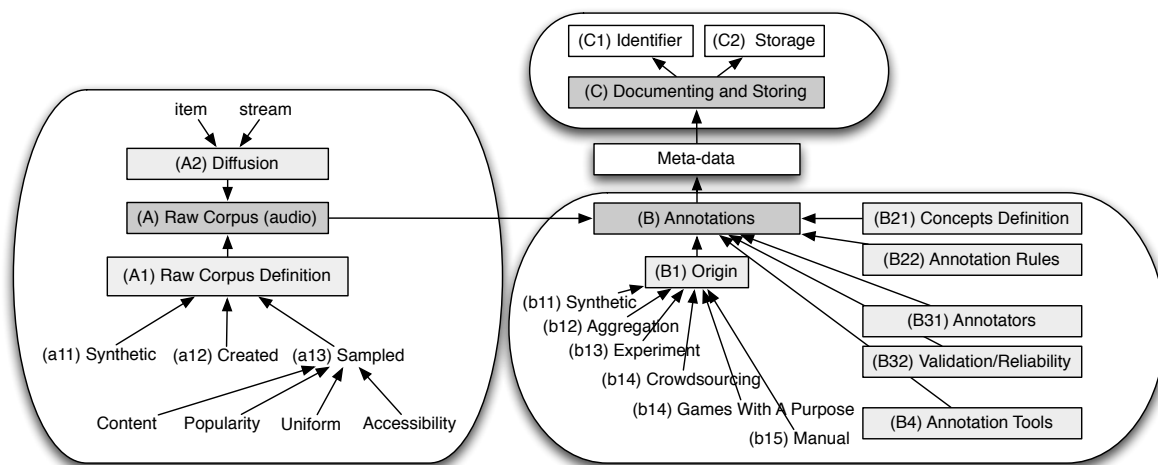 (C1) Identifier
(C2) Storage
(C) Documenting and Storing
Meta-data
item
stream
(A2) Diffusion
(A) Raw Corpus (audio)
(A1) Raw Corpus Definition
(a11) Synthetic
(a12) Created
(a13) Sampled
Content
Popularity
Uniform
Accessibility
(B) Annotations
(B1) Origin
(b11) Synthetic
(b12) Aggregation
(b13) Experiment
(b14) Crowdsourcing
(b14) Games With A Purpose
(b15) Manual
(B21) Concepts Definition
(B22) Annotation Rules
(B31) Annotators
(B32) Validation/Reliability
(B4) Annotation Tools